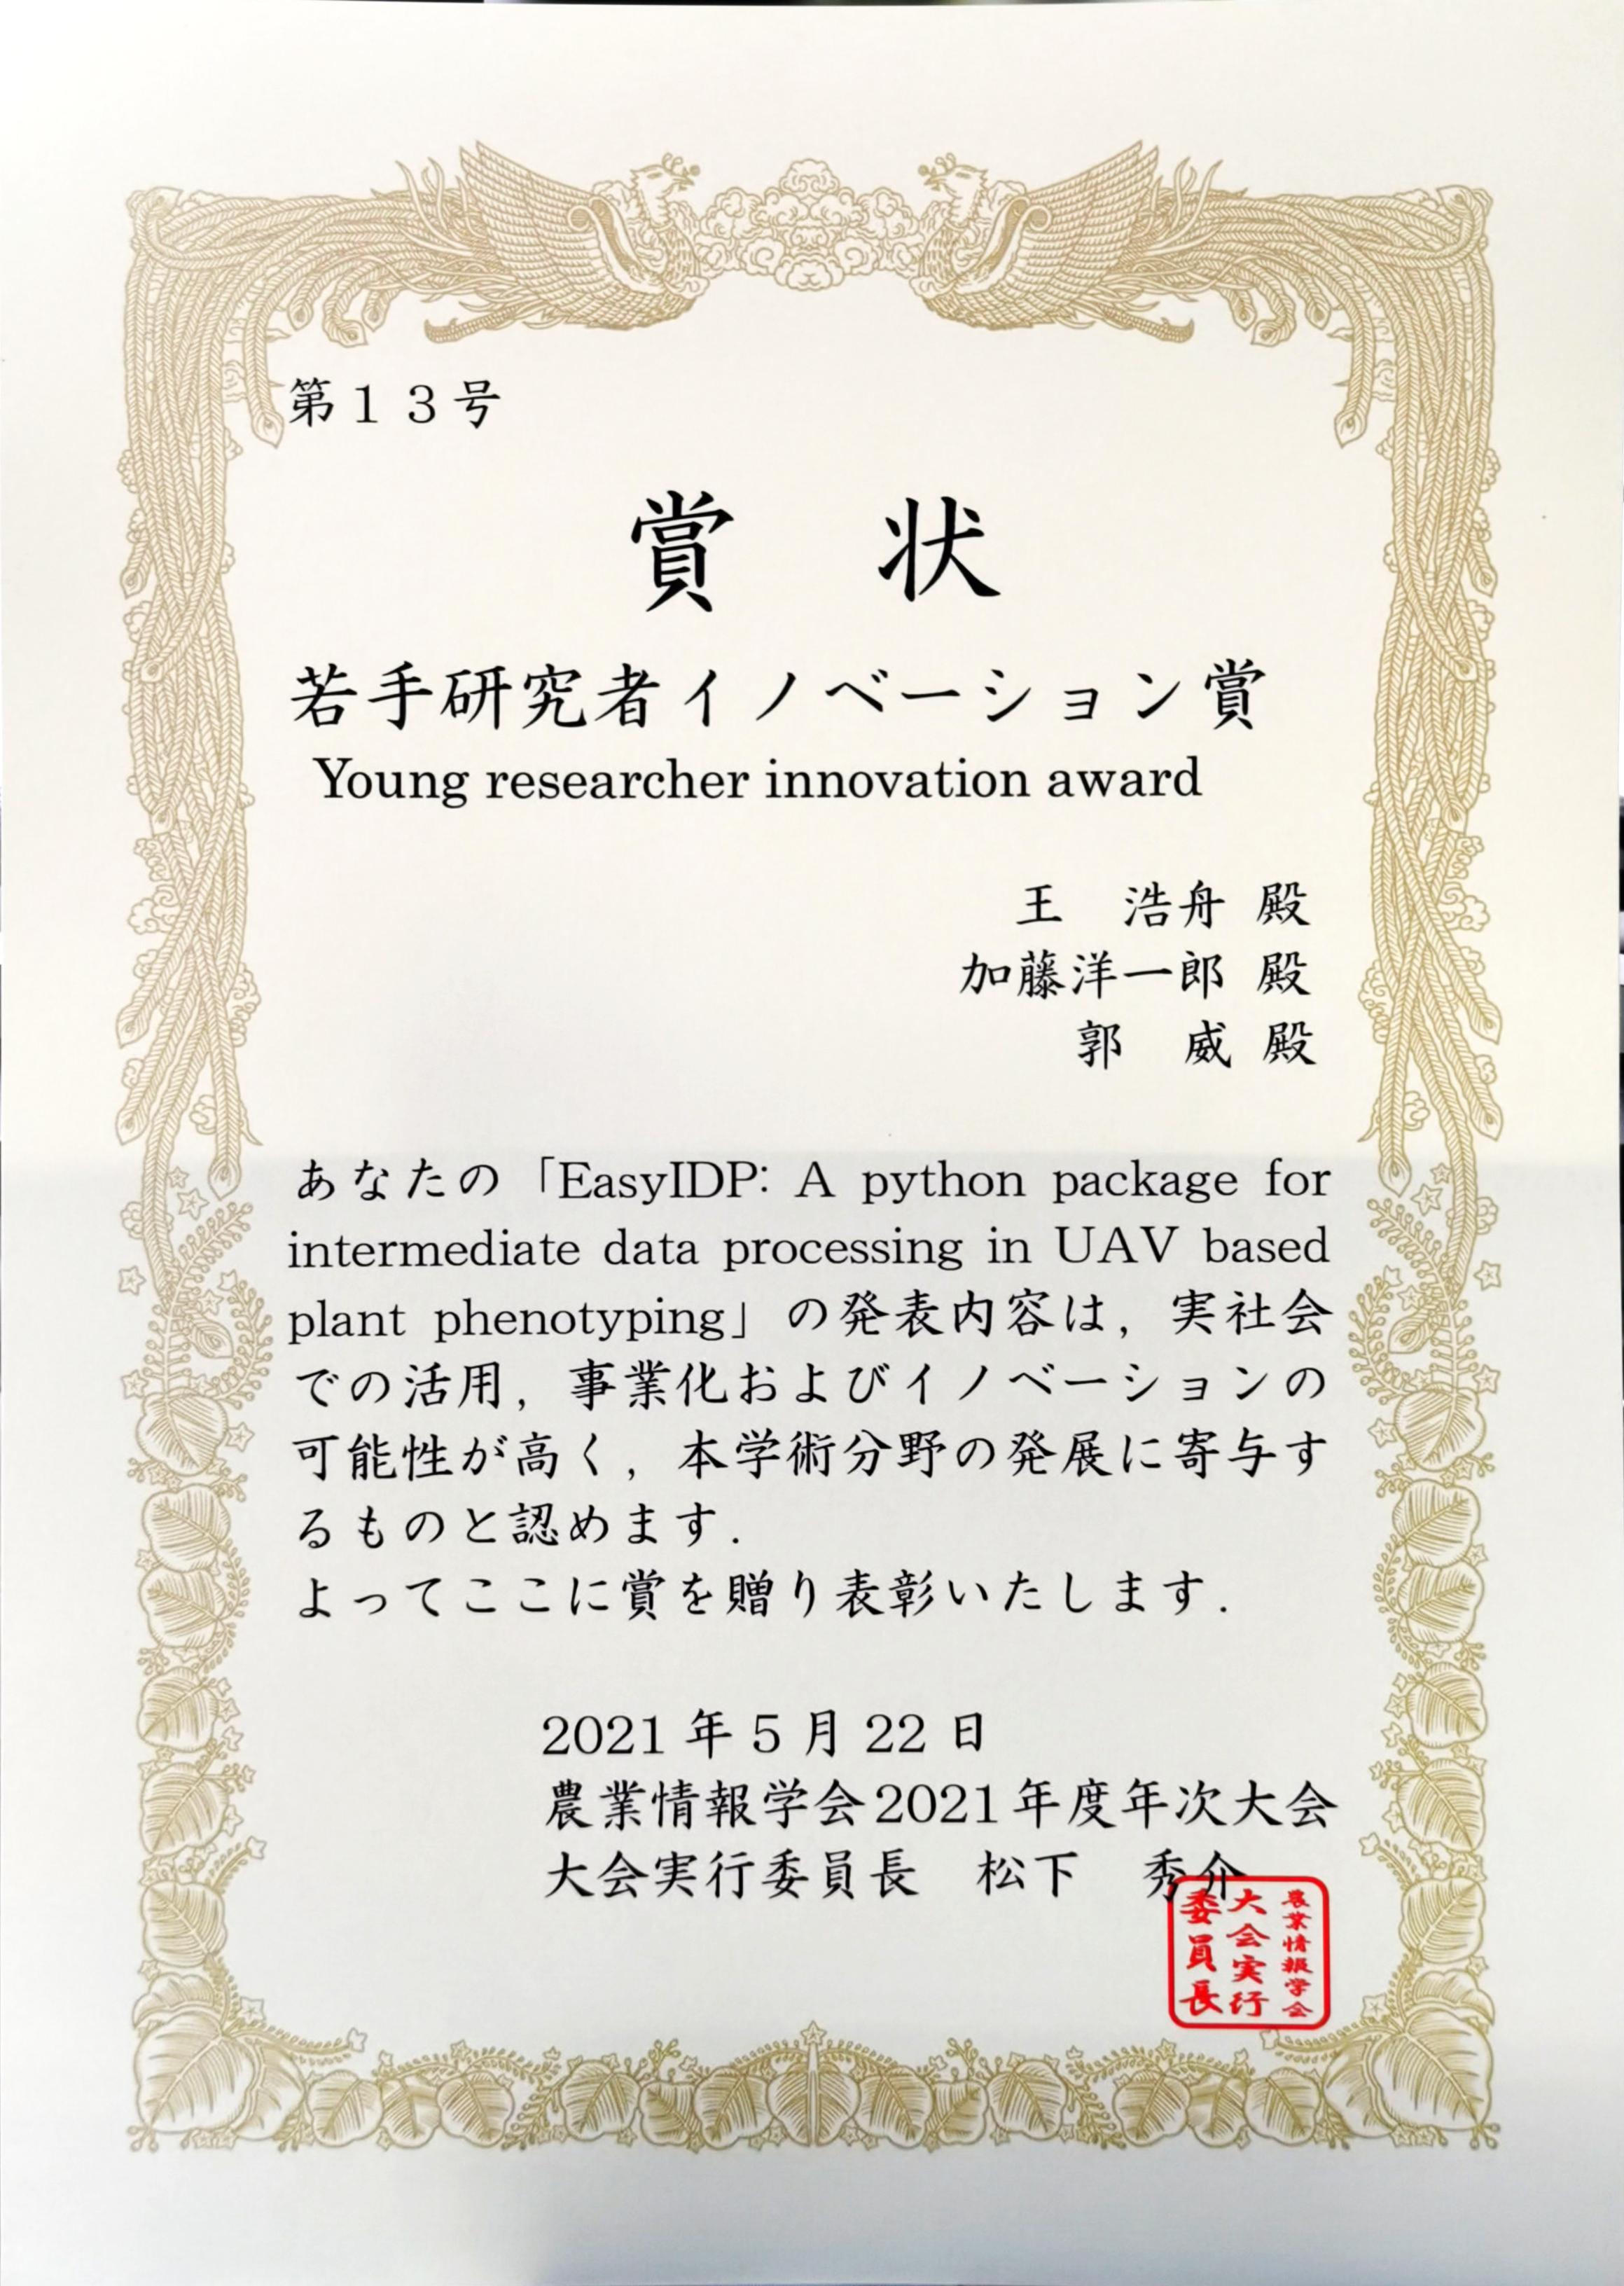 第１３号
賞　状
若手研究者イノベーション賞
Young researcher innovation award
王　浩舟 殿
加藤洋一郎 殿
郭　威 殿
あなたの「EasyIDP: A python package for
intermediate data processing in UAV based
plant phenotyping」の発表内容は，実社会
での活用，事業化およびイノベーションの
可能性が高く，本学術分野の発展に寄与す
るものと認めます．
よってここに賞を贈り表彰いたします．
2021 年 5 月 22 日
農業情報学会2021年度年次大会
大会実行委員長　松下　秀介
農業情報学会
大会実行
委員長